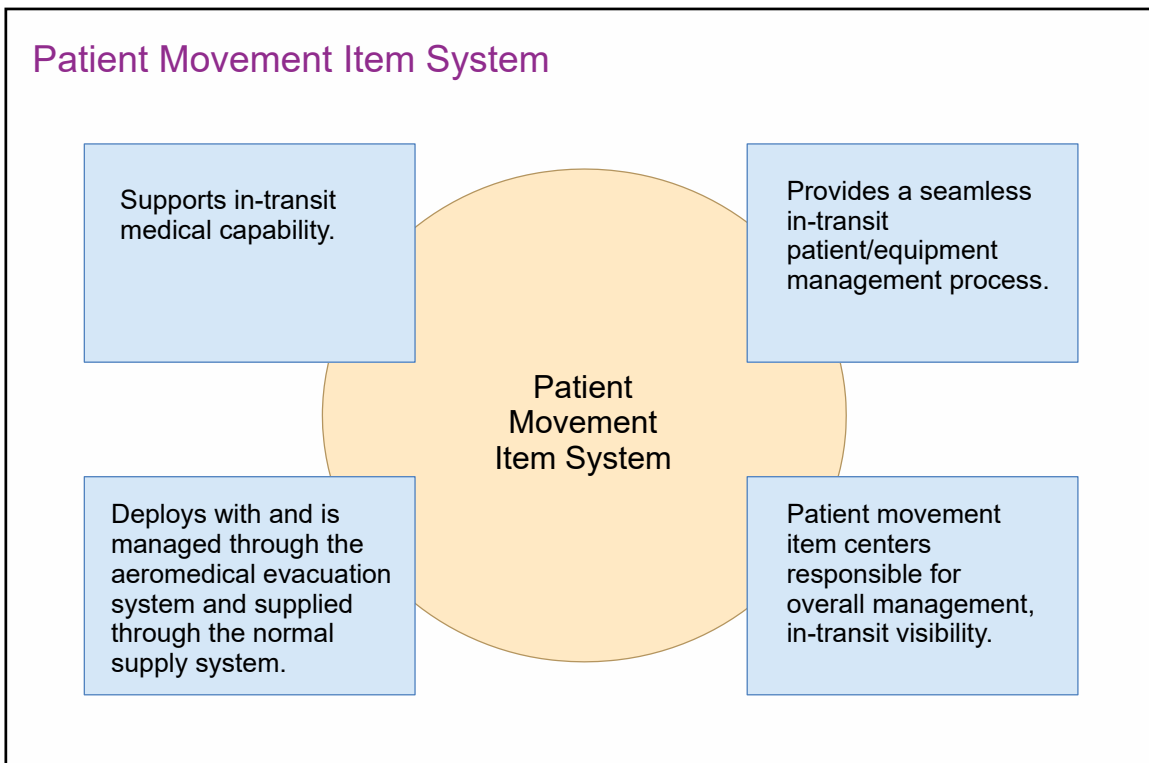 Patient Movement Item System
Supports in-transit
medical capability.
Provides a seamless
in-transit
patient/equipment
management process.
Patient
Movement
Item System
Deploys with and is
managed through the
aeromedical evacuation
system and supplied
through the normal
supply system.
Patient movement
item centers
responsible for
overall management,
in-transit visibility.